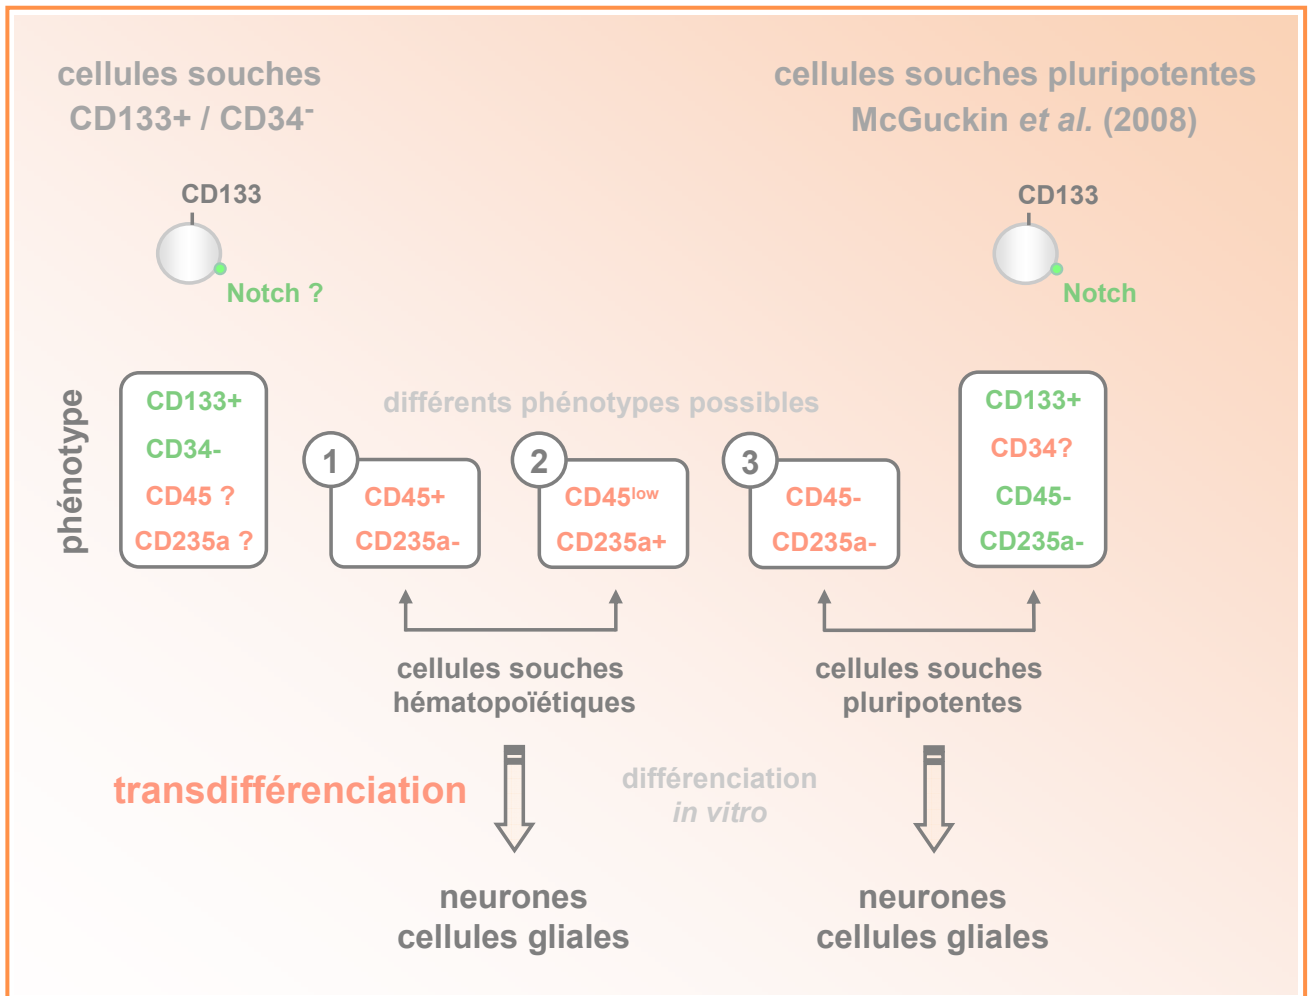 cellules souches
CD133+ / CD34⁻
cellules souches pluripotentes
McGuckin et al. (2008)
CD133
Notch ?
CD133
Notch
phénotype
CD133+
CD34-
CD45 ?
CD235a ?
différents phénotypes possibles
1
CD45+
CD235a-
2
CD45low
CD235a+
3
CD45-
CD235a-
CD133+
CD34?
CD45-
CD235a-
cellules souches
hématopoïétiques
cellules souches
pluripotentes
transdifférenciation
différenciation
in vitro
neurones
cellules gliales
neurones
cellules gliales